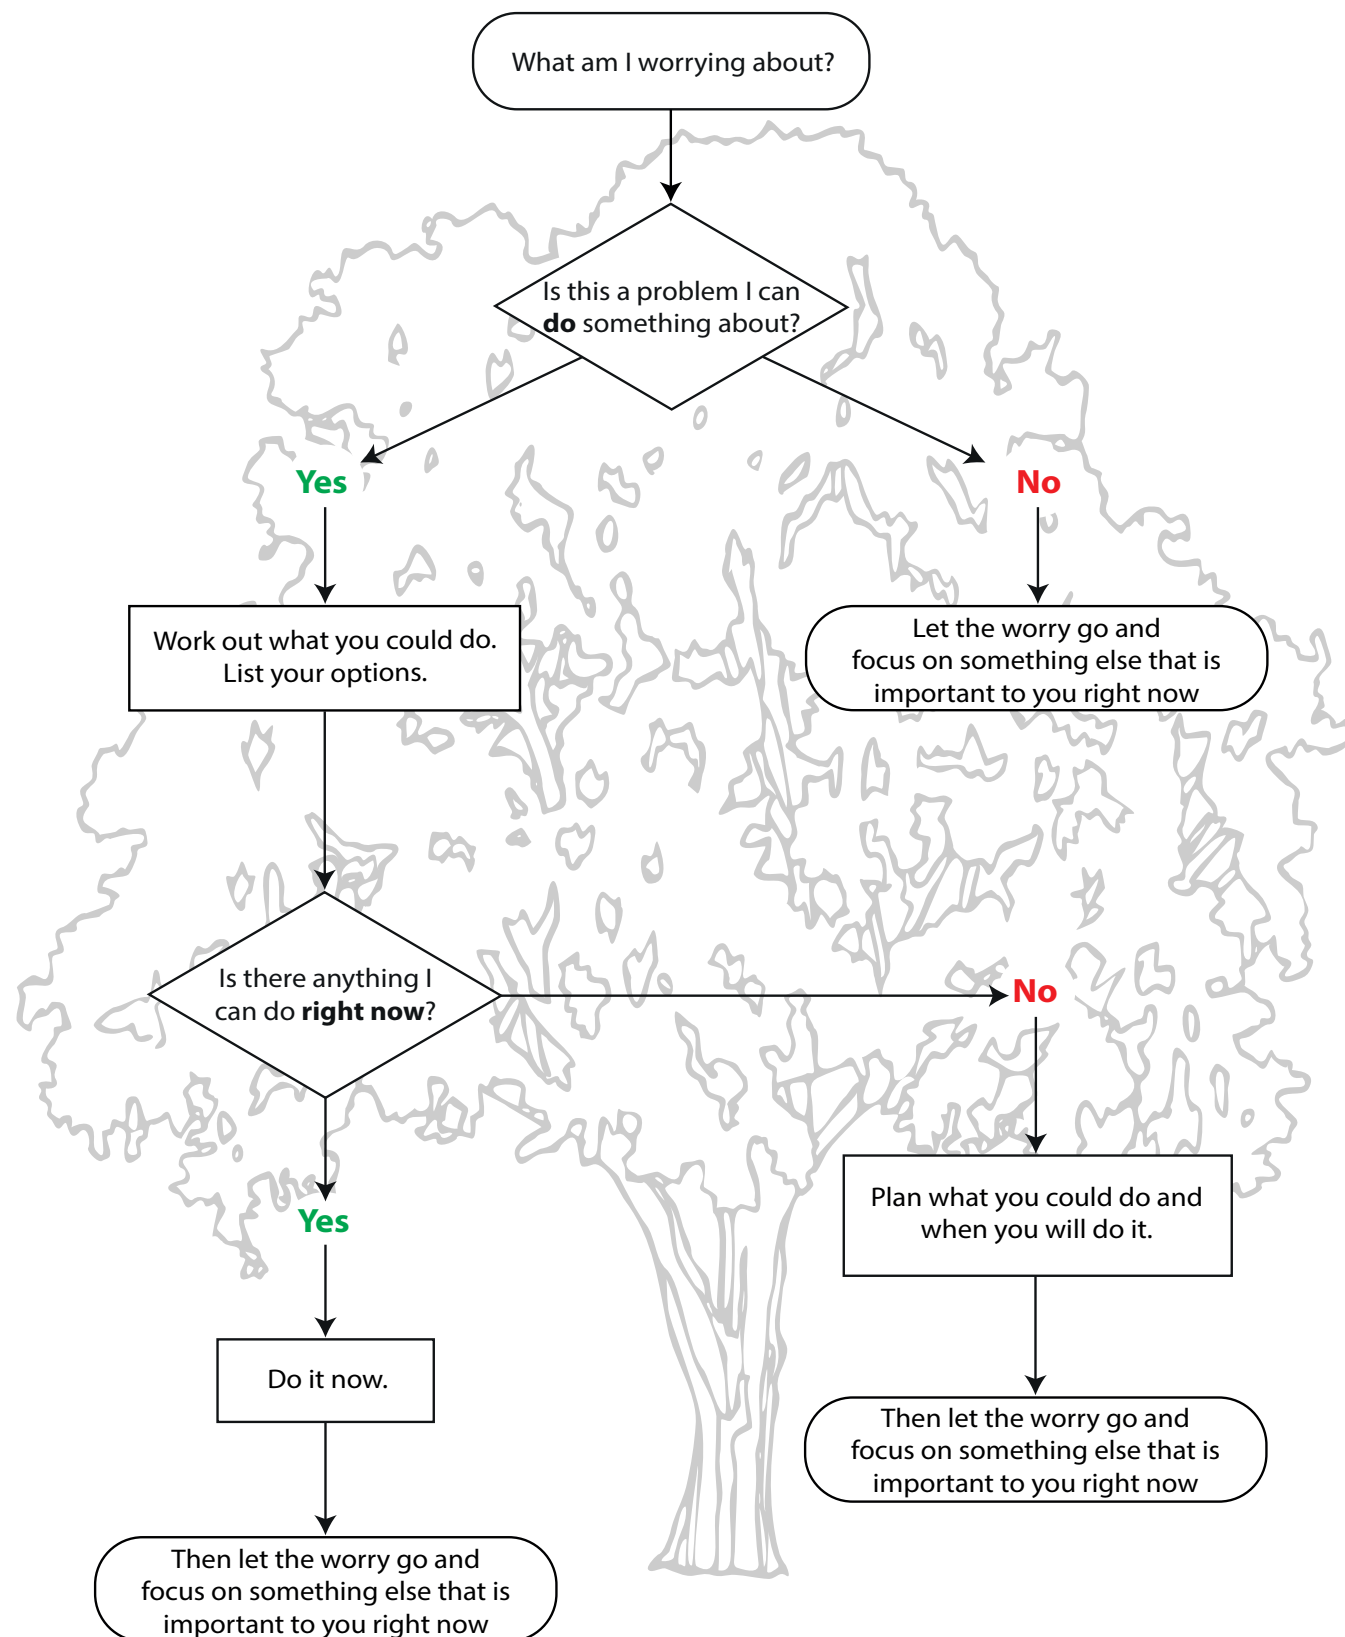 What am I worrying about?
Is this a problem I can
do something about?
Yes
No
Work out what you could do.
List your options.
Let the worry go and
focus on something else that is
important to you right now
Is there anything I
can do right now?
No
Yes
Plan what you could do and
when you will do it.
Do it now.
Then let the worry go and
focus on something else that is
important to you right now
Then let the worry go and
focus on something else that is
important to you right now